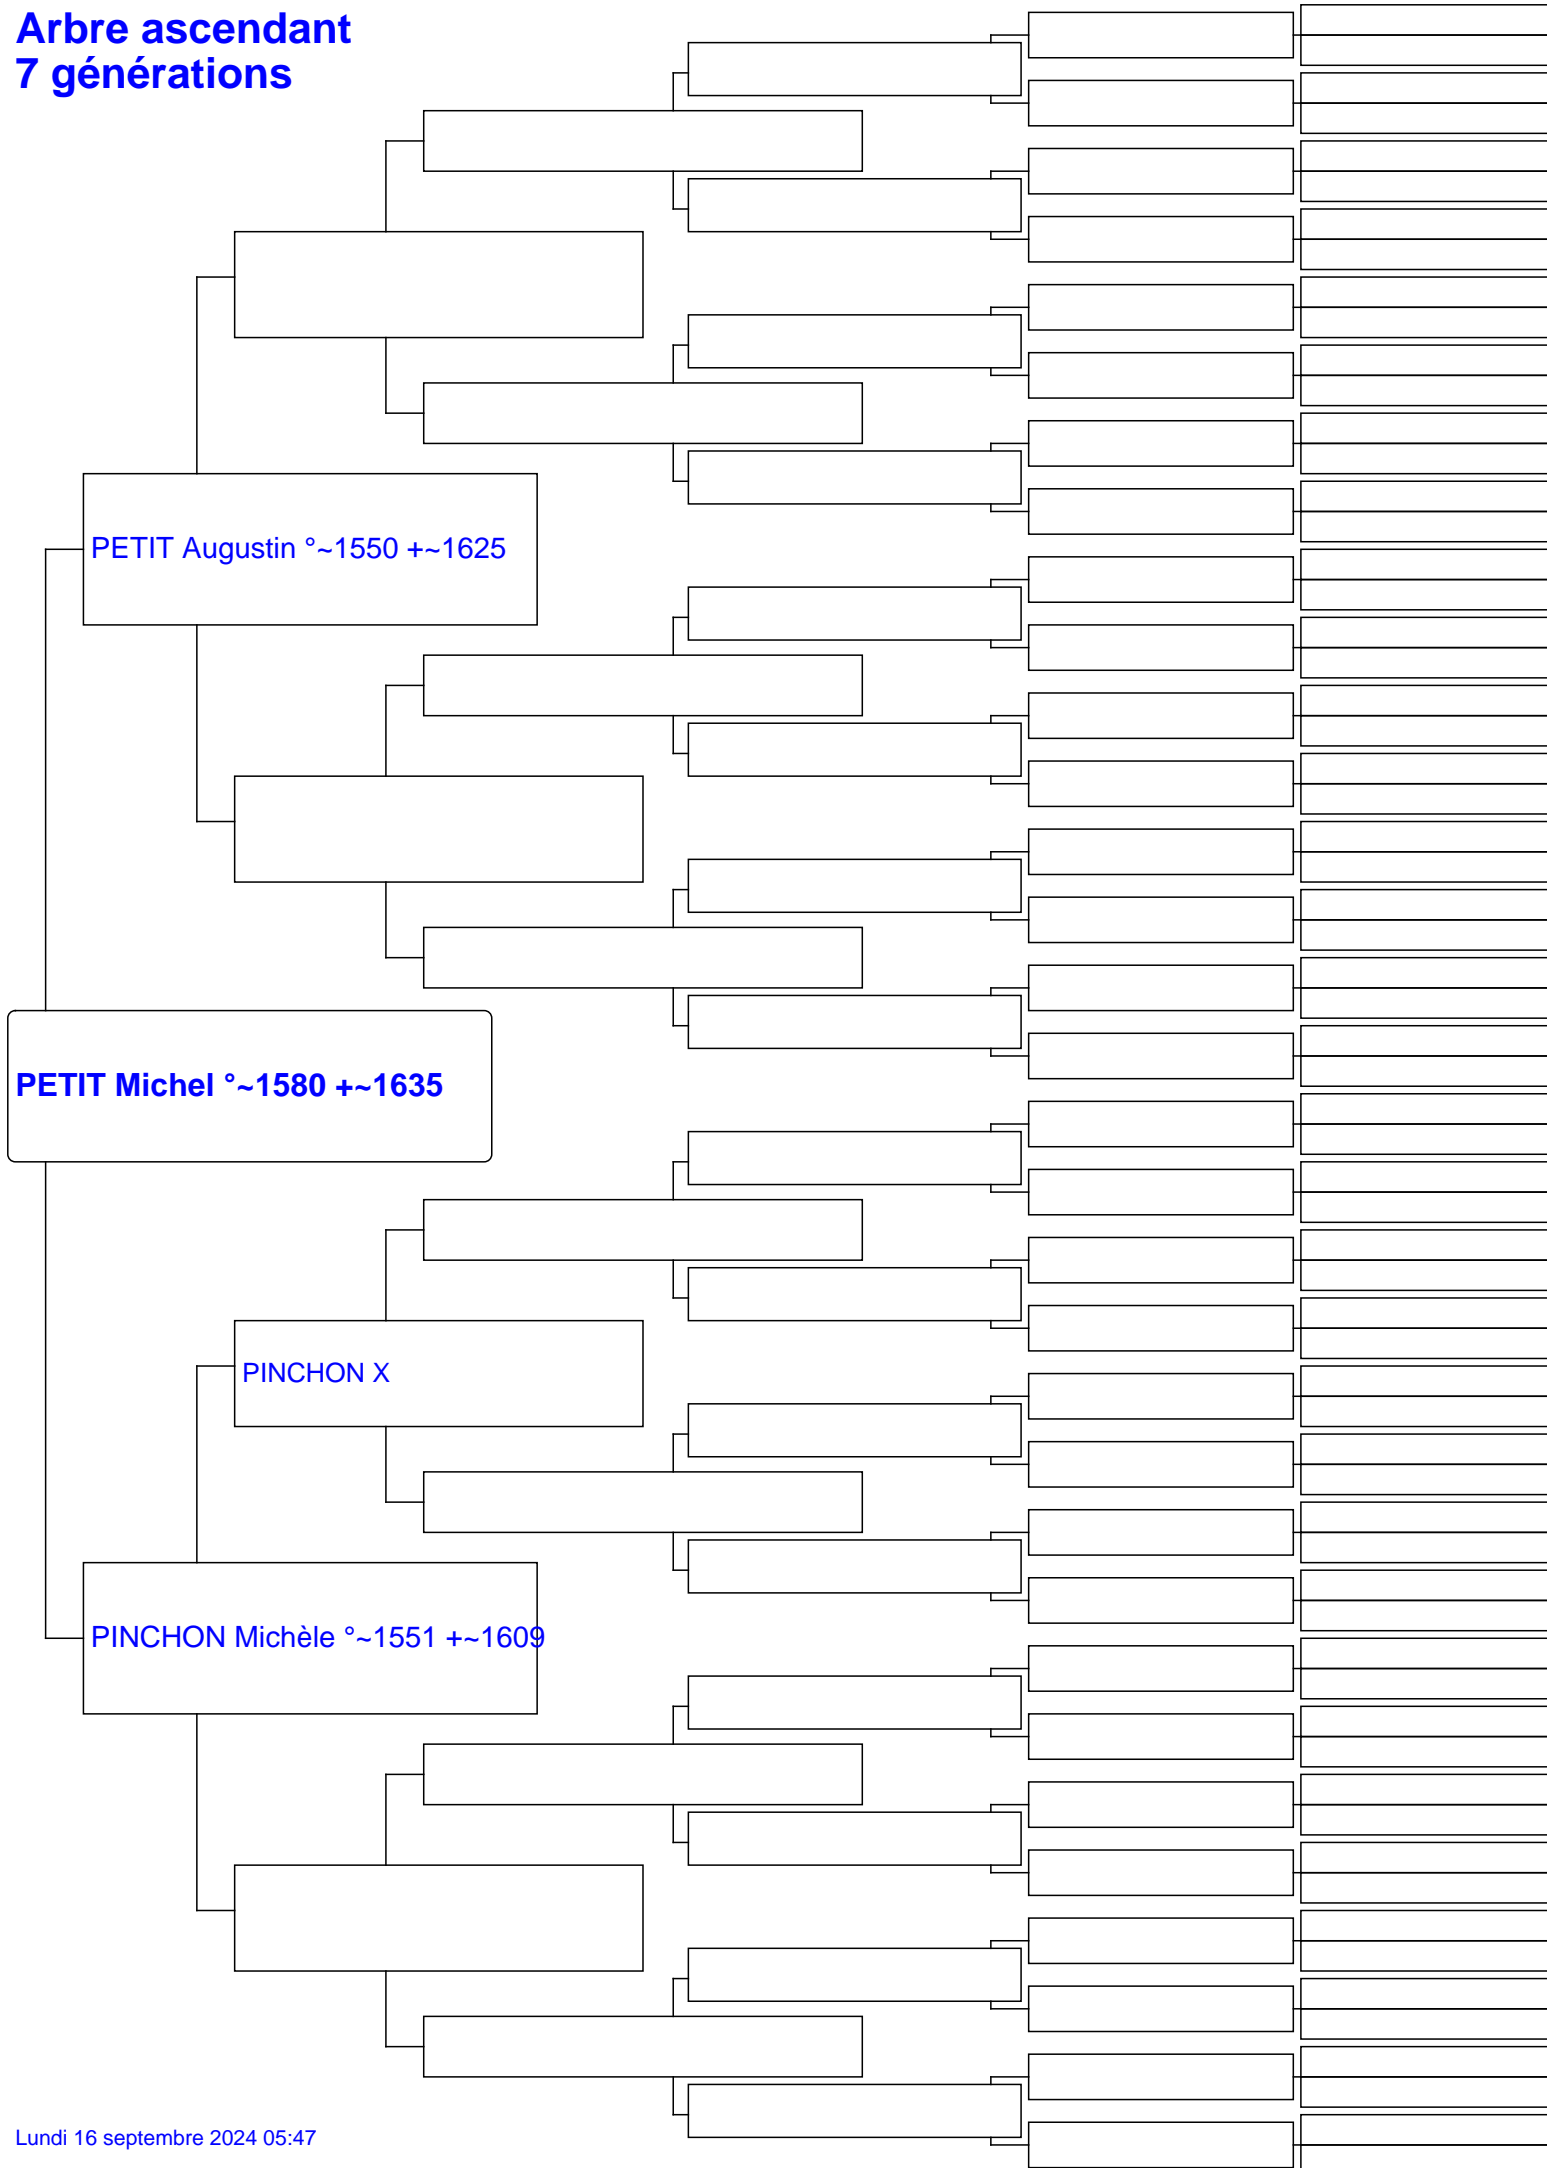 Arbre ascendant
7 générations
PETIT Augustin °~1550 +~1625
PETIT Michel °~1580 +~1635
PINCHON X
PINCHON Michèle °~1551 +~1609
Lundi 16 septembre 2024 05:47